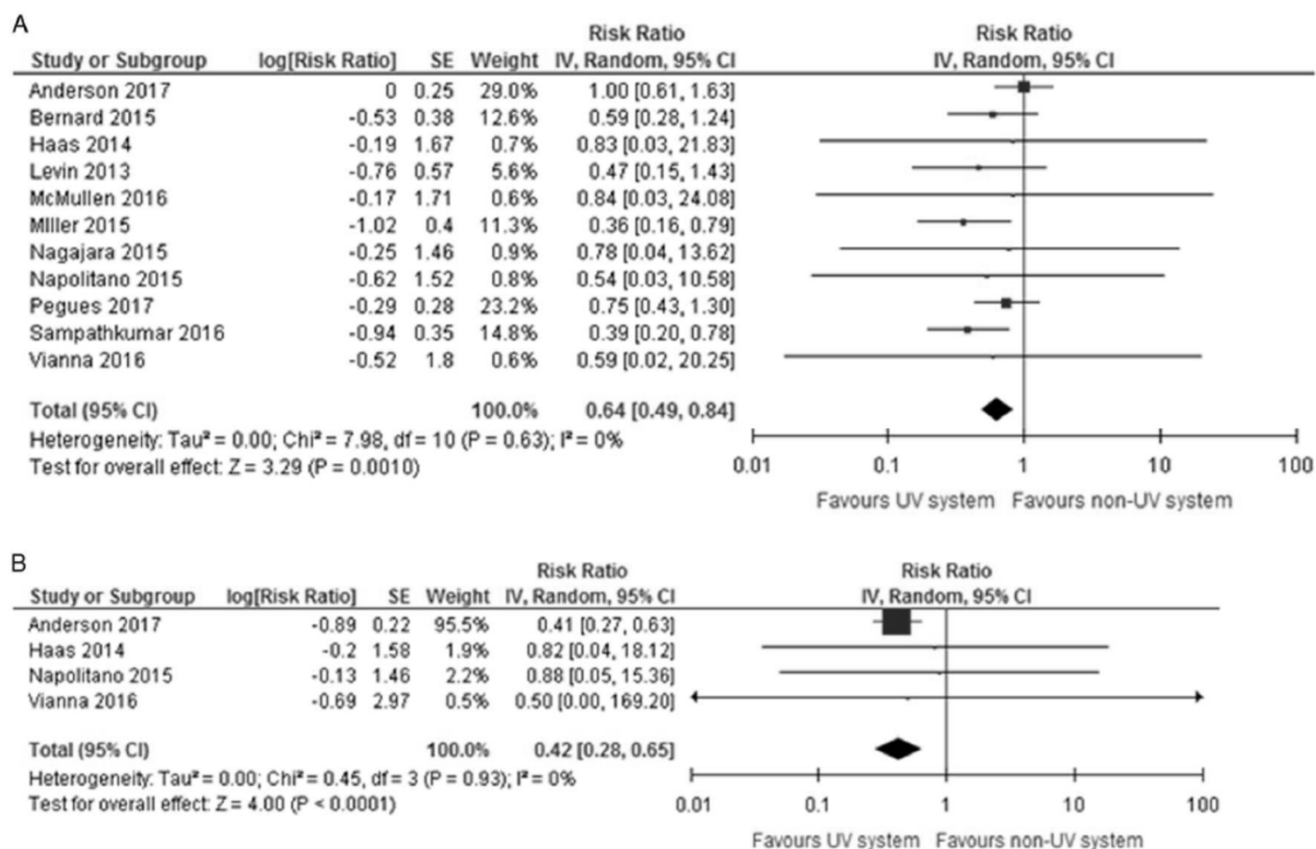 A
Risk Ratio Risk Ratio
Study or Subgroup log[Risk Ratio] SE Weight IV, Random, 95% CI IV, Random, 95% CI
Anderson 2017 0 0.25 29.0% 1.00 [0.61, 1.63]
Bernard 2015 -0.53 0.38 12.6% 0.59 [0.28, 1.24]
Haas 2014 -0.19 1.67 0.7% 0.83 [0.03, 21.83]
Levin 2013 -0.76 0.57 5.6% 0.47 [0.15, 1.43]
McMullen 2016 -0.17 1.71 0.6% 0.84 [0.03, 24.08]
MIller 2015 -1.02 0.4 11.3% 0.36 [0.16, 0.79]
Nagajara 2015 -0.25 1.46 0.9% 0.78 [0.04, 13.62]
Napolitano 2015 -0.62 1.52 0.8% 0.54 [0.03, 10.58]
Pegues 2017 -0.29 0.28 23.2% 0.75 [0.43, 1.30]
Sampathkumar 2016 -0.94 0.35 14.8% 0.39 [0.20, 0.78]
Vianna 2016 -0.52 1.8 0.6% 0.59 [0.02, 20.25]
Total (95% CI) 100.0% 0.64 [0.49, 0.84]
Heterogeneity: Tau² = 0.00; Chi² = 7.98, df = 10 (P = 0.63); I² = 0%
Test for overall effect: Z = 3.29 (P = 0.0010)
0.01 0.1 1 10 100
Favours UV system Favours non-UV system
B
Risk Ratio Risk Ratio
Study or Subgroup log[Risk Ratio] SE Weight IV, Random, 95% CI IV, Random, 95% CI
Anderson 2017 -0.89 0.22 95.5% 0.41 [0.27, 0.63]
Haas 2014 -0.2 1.58 1.9% 0.82 [0.04, 18.12]
Napolitano 2015 -0.13 1.46 2.2% 0.88 [0.05, 15.36]
Vianna 2016 -0.69 2.97 0.5% 0.50 [0.00, 169.20]
Total (95% CI) 100.0% 0.42 [0.28, 0.65]
Heterogeneity: Tau² = 0.00; Chi² = 0.45, df = 3 (P = 0.93); I² = 0%
Test for overall effect: Z = 4.00 (P < 0.0001)
0.01 0.1 1 10 100
Favours UV system Favours non-UV system